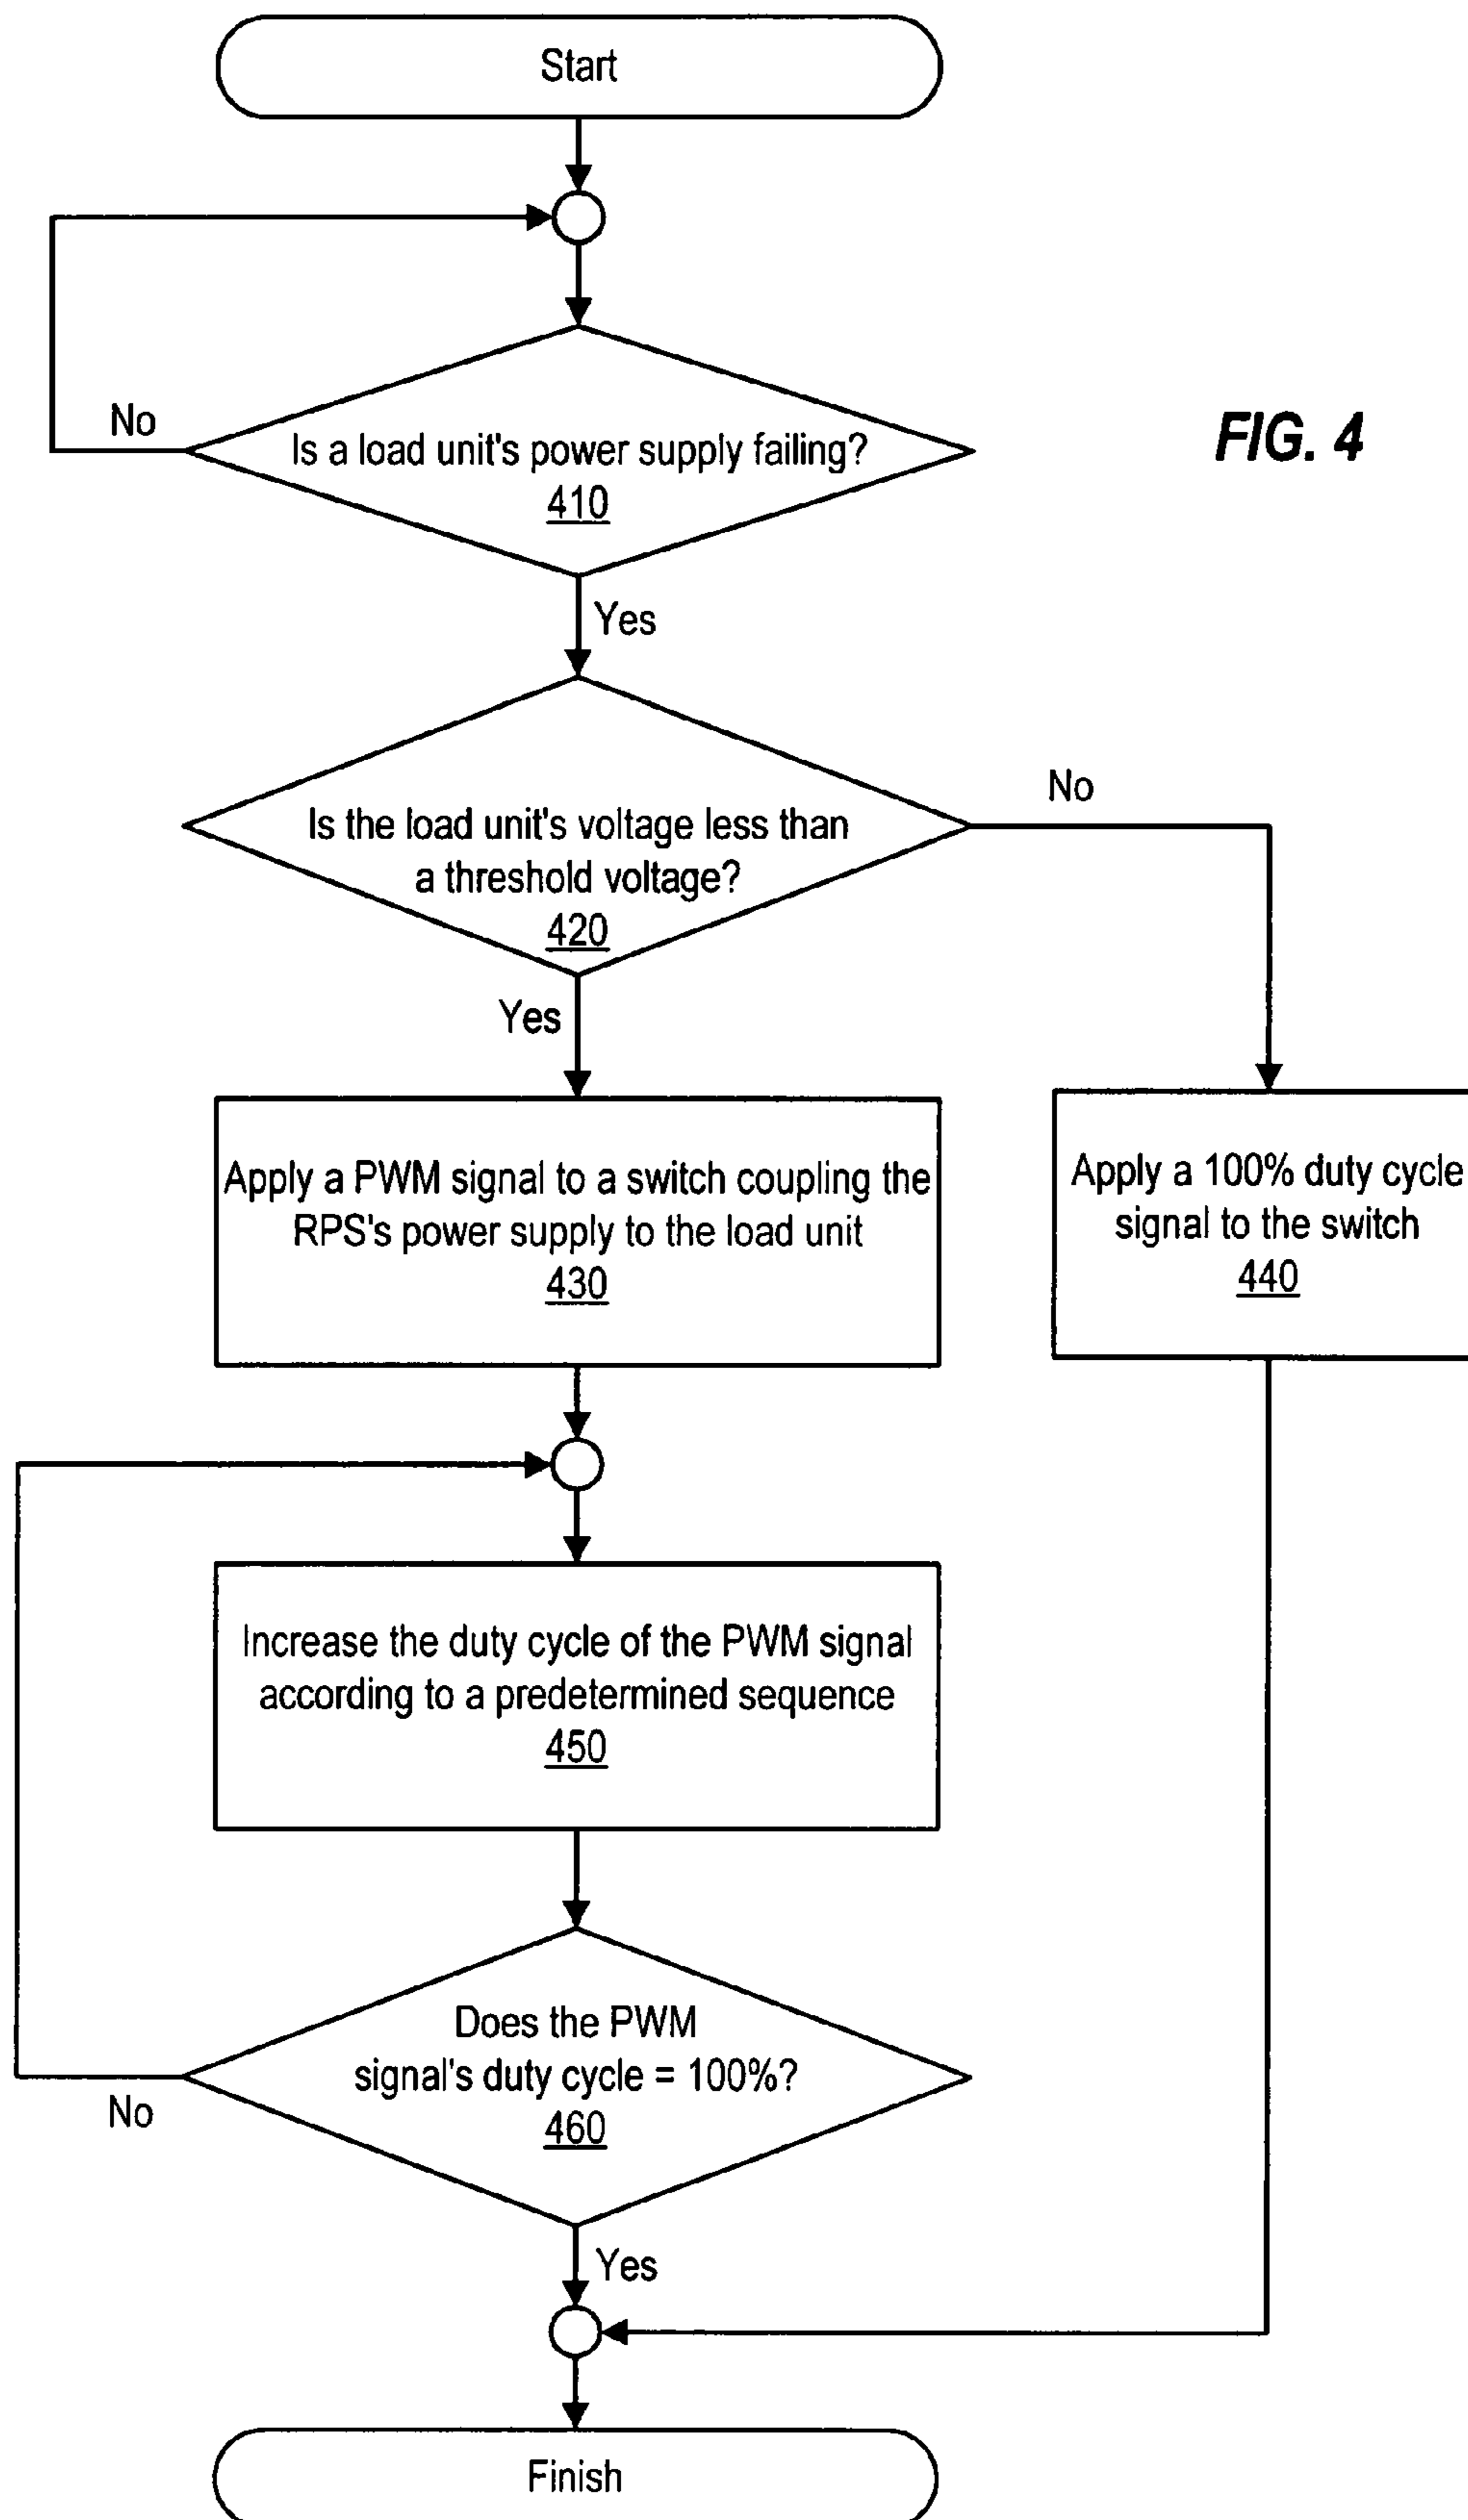 Start
No
Is a load unit's power supply failing?
410
FIG. 4
Yes
No
Is the load unit's voltage less than
a threshold voltage?
420
Yes
Apply a PWM signal to a switch coupling the
RPS's power supply to the load unit
430
Apply a 100% duty cycle
signal to the switch
440
Increase the duty cycle of the PWM signal
according to a predetermined sequence
450
Does the PWM
signal's duty cycle = 100%?
460
No
Yes
Finish